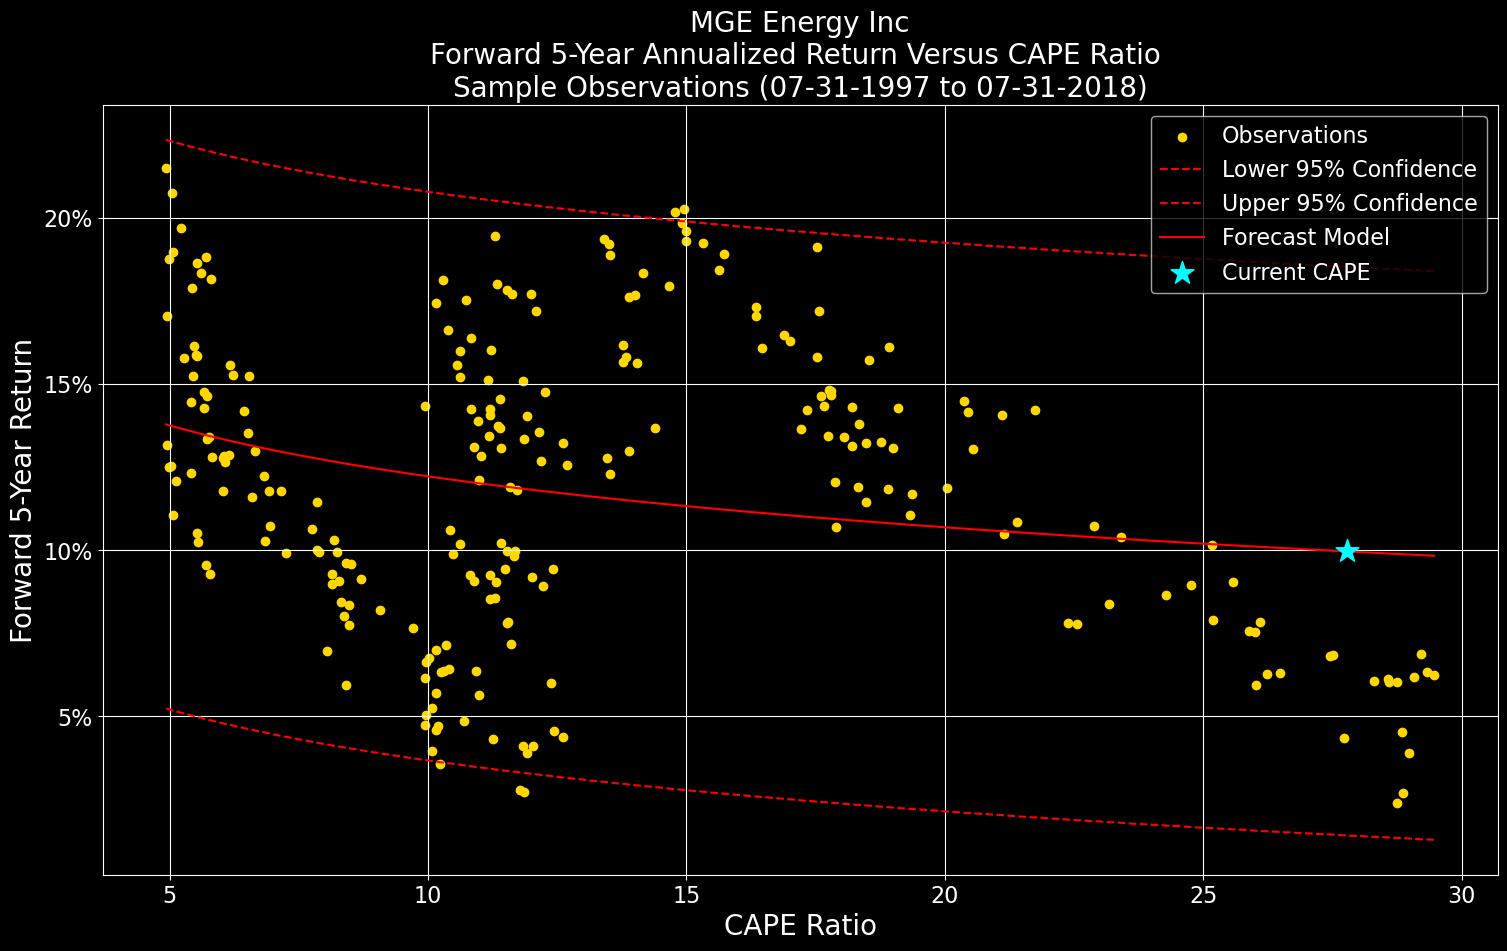 MGE Energy Inc
Forward 5-Year Annualized Return Versus CAPE Ratio
Sample Observations (07-31-1997 to 07-31-2018)
Observations
Lower 95% Confidence
Upper 95% Confidence
Forecast Model
Current CAPE
Forward 5-Year Return
20%
15%
10%
5%
5
10
15
20
25
30
CAPE Ratio